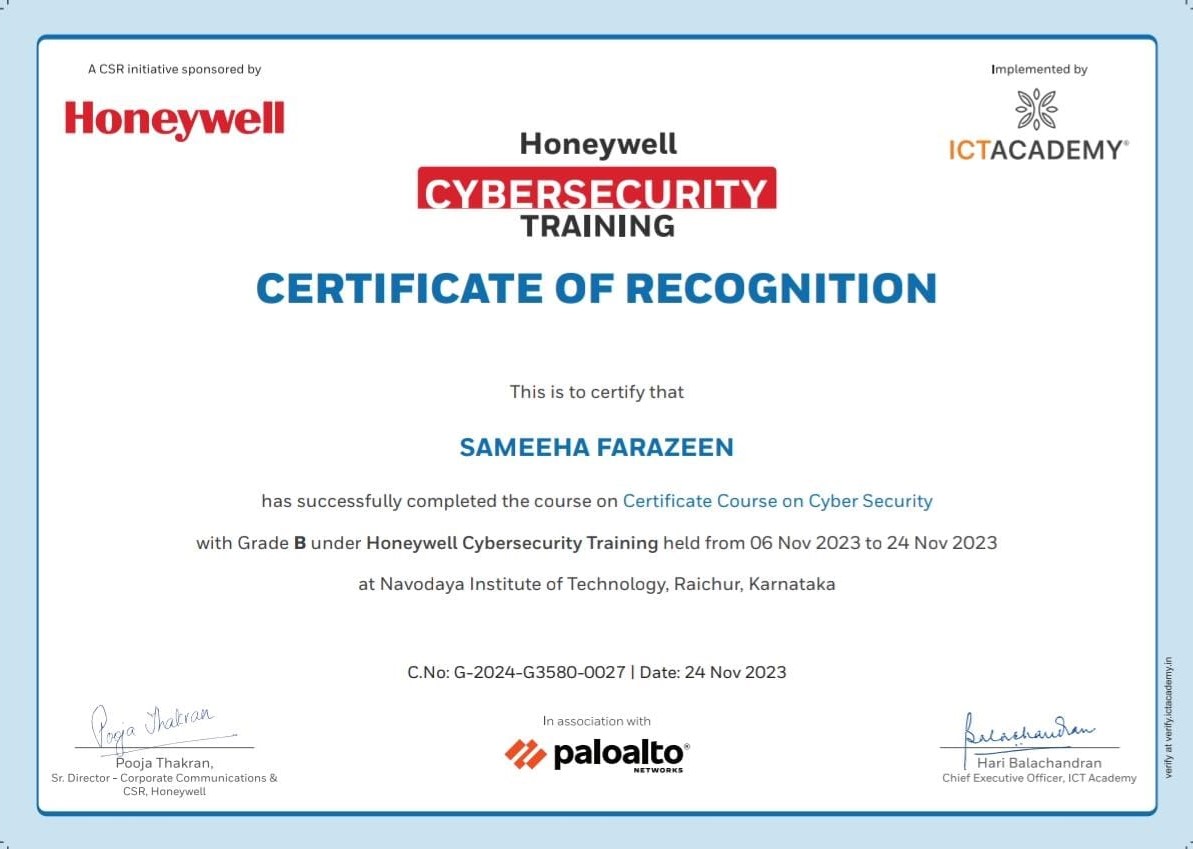 A CSR initiative sponsored by
Honeywell
Implemented by
ICTACADEMY®
Honeywell
CYBERSECURITY
TRAINING
CERTIFICATE OF RECOGNITION
This is to certify that
SAMEEHA FARAZEEN
has successfully completed the course on Certificate Course on Cyber Security
with Grade B under Honeywell Cybersecurity Training held from 06 Nov 2023 to 24 Nov 2023
at Navodaya Institute of Technology, Raichur, Karnataka
C.No: G-2024-G3580-0027 | Date: 24 Nov 2023
Pooja Thakran
Pooja Thakran,
Sr. Director - Corporate Communications &
CSR, Honeywell
In association with
paloalto®
NETWORKS
Balachandran
Hari Balachandran
Chief Executive Officer, ICT Academy
verify at verify.ictacademy.in